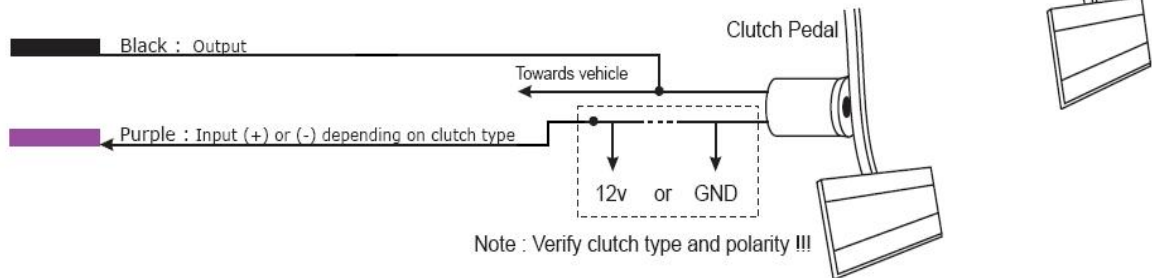 Clutch Pedal
Black : Output
Towards vehicle
Purple : Input (+) or (-) depending on clutch type
12v or GND
Note : Verify clutch type and polarity !!!